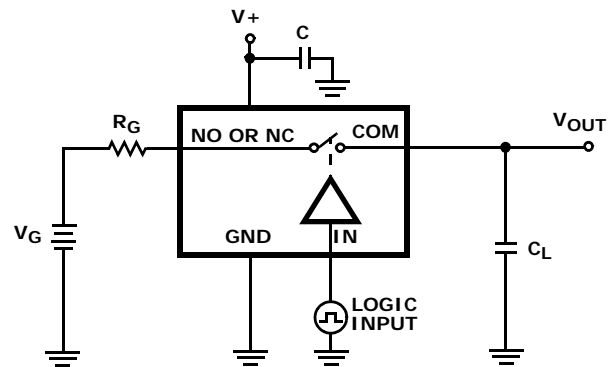 V+
C
RG
NO OR NC
COM
VOUT
VG
GND
IN
CL
LOGIC
INPUT